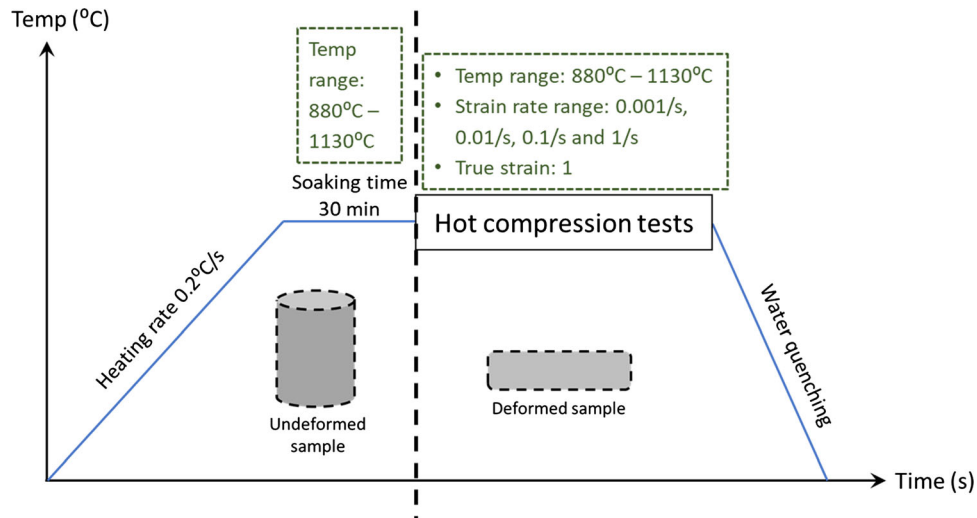 Temp (⁰C)
Temp
range:
880⁰C –
1130⁰C
• Temp range: 880⁰C – 1130⁰C
• Strain rate range: 0.001/s,
0.01/s, 0.1/s and 1/s
• True strain: 1
Soaking time
30 min
Hot compression tests
Heating rate 0.2⁰C/s
Water quenching
Undeformed
sample
Deformed sample
Time (s)